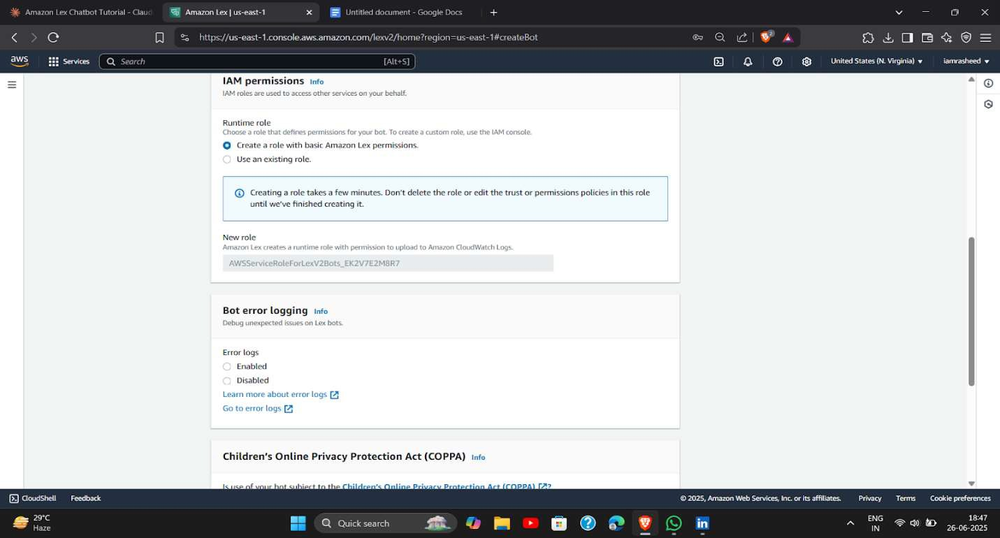 Amazon Lex Chatbot Tutorial - Claud
Amazon Lex | us-east-1
Untitled document - Google Docs
https://us-east-1.console.aws.amazon.com/lexv2/home?region=us-east-1#createBot
2
aws
Services
Search
[Alt+S]
United States (N. Virginia)
iamrasheed
IAM permissions Info
IAM roles are used to access other services on your behalf.
Runtime role
Choose a role that defines permissions for your bot. To create a custom role, use the IAM console.
Create a role with basic Amazon Lex permissions.
Use an existing role.
Creating a role takes a few minutes. Don't delete the role or edit the trust or permissions policies in this role
until we've finished creating it.
New role
Amazon Lex creates a runtime role with permission to upload to Amazon CloudWatch Logs.
AWSServiceRoleForLexV2Bots_EK2V7E2M8R7
Bot error logging Info
Debug unexpected issues on Lex bots.
Error logs
Enabled
Disabled
Learn more about error logs
Go to error logs
Children's Online Privacy Protection Act (COPPA) Info
Is use of your bot subject to the Children's Online Privacy Protection Act (COPPA)?
CloudShell
Feedback
© 2025, Amazon Web Services, Inc. or its affiliates.
Privacy
Terms
Cookie preferences
29°C
Haze
Quick search
ENG
IN
18:47
26-06-2025